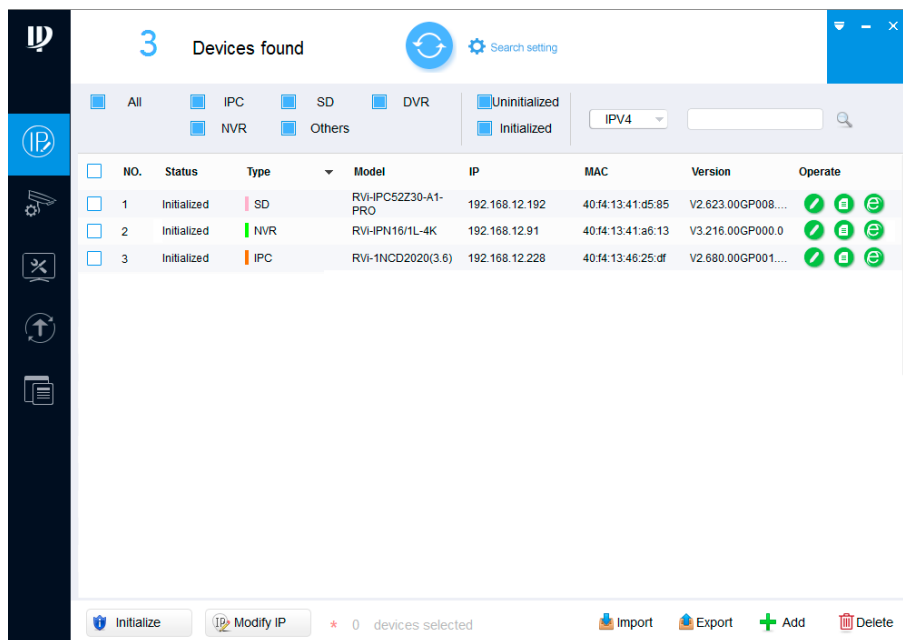 3 Devices found Search setting
All IPC SD DVR Uninitialized
NVR Others Initialized IPV4
NO. Status Type Model IP MAC Version Operate
1 Initialized SD RVi-IPC52Z30-A1-
PRO 192.168.12.192 40:f4:13:41:d5:85 V2.623.00GP008....
2 Initialized NVR RVi-IPN16/1L-4K 192.168.12.91 40:f4:13:41:a6:13 V3.216.00GP000.0
3 Initialized IPC RVi-1NCD2020(3.6) 192.168.12.228 40:f4:13:46:25:df V2.680.00GP001....
Initialize IP Modify IP * 0 devices selected Import Export Add Delete